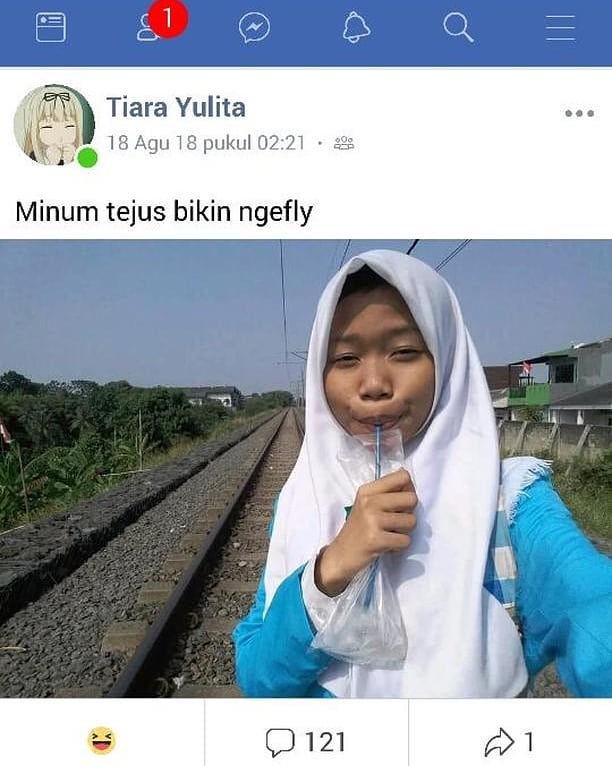 1
Tiara Yulita
18 Agu 18 pukul 02:21 ·
Minum tejus bikin ngefly
121
1